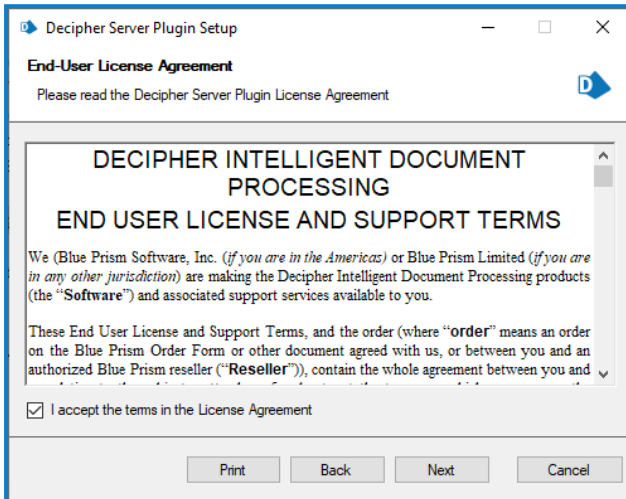 Decipher Server Plugin Setup
End-User License Agreement
Please read the Decipher Server Plugin License Agreement
D
DECIPHER INTELLIGENT DOCUMENT
PROCESSING
END USER LICENSE AND SUPPORT TERMS
We (Blue Prism Software, Inc. (if you are in the Americas) or Blue Prism Limited (if you are
in any other jurisdiction) are making the Decipher Intelligent Document Processing products
(the “Software”) and associated support services available to you.
These End User License and Support Terms, and the order (where “order” means an order
on the Blue Prism Order Form or other document agreed with us, or between you and an
authorized Blue Prism reseller (“Reseller”)), contain the whole agreement between you and
I accept the terms in the License Agreement
Print Back Next Cancel